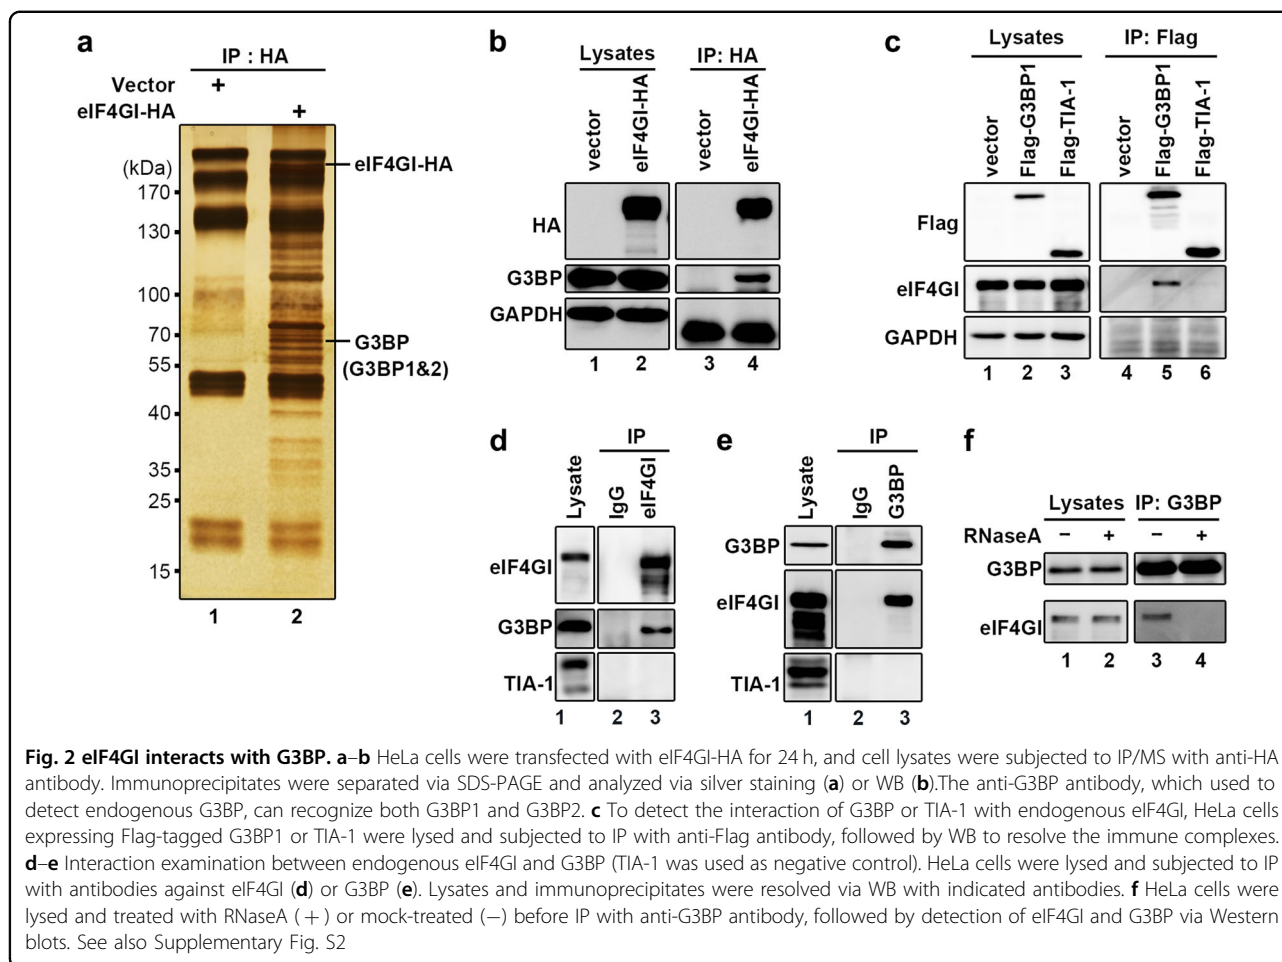 a
IP : HA
Vector +
eIF4GI-HA +
(kDa)
170
130
100
70
55
40
35
25
15
eIF4GI-HA
G3BP
(G3BP1&2)
1 2
b
Lysates IP: HA
vector eIF4GI-HA vector eIF4GI-HA
HA
G3BP
GAPDH
1 2 3 4
c
Lysates IP: Flag
vector Flag-G3BP1 Flag-TIA-1 vector Flag-G3BP1 Flag-TIA-1
Flag
eIF4GI
GAPDH
1 2 3 4 5 6
d
IP
Lysate IgG eIF4GI
eIF4GI
G3BP
TIA-1
1 2 3
e
IP
Lysate IgG G3BP
G3BP
eIF4GI
TIA-1
1 2 3
f
Lysates IP: G3BP
RNaseA − + − +
G3BP
eIF4GI
1 2 3 4
Fig. 2 eIF4GI interacts with G3BP. a–b HeLa cells were transfected with eIF4GI-HA for 24 h, and cell lysates were subjected to IP/MS with anti-HA
antibody. Immunoprecipitates were separated via SDS-PAGE and analyzed via silver staining (a) or WB (b).The anti-G3BP antibody, which used to
detect endogenous G3BP, can recognize both G3BP1 and G3BP2. c To detect the interaction of G3BP or TIA-1 with endogenous eIF4GI, HeLa cells
expressing Flag-tagged G3BP1 or TIA-1 were lysed and subjected to IP with anti-Flag antibody, followed by WB to resolve the immune complexes.
d–e Interaction examination between endogenous eIF4GI and G3BP (TIA-1 was used as negative control). HeLa cells were lysed and subjected to IP
with antibodies against eIF4GI (d) or G3BP (e). Lysates and immunoprecipitates were resolved via WB with indicated antibodies. f HeLa cells were
lysed and treated with RNaseA ( + ) or mock-treated (−) before IP with anti-G3BP antibody, followed by detection of eIF4GI and G3BP via Western
blots. See also Supplementary Fig. S2